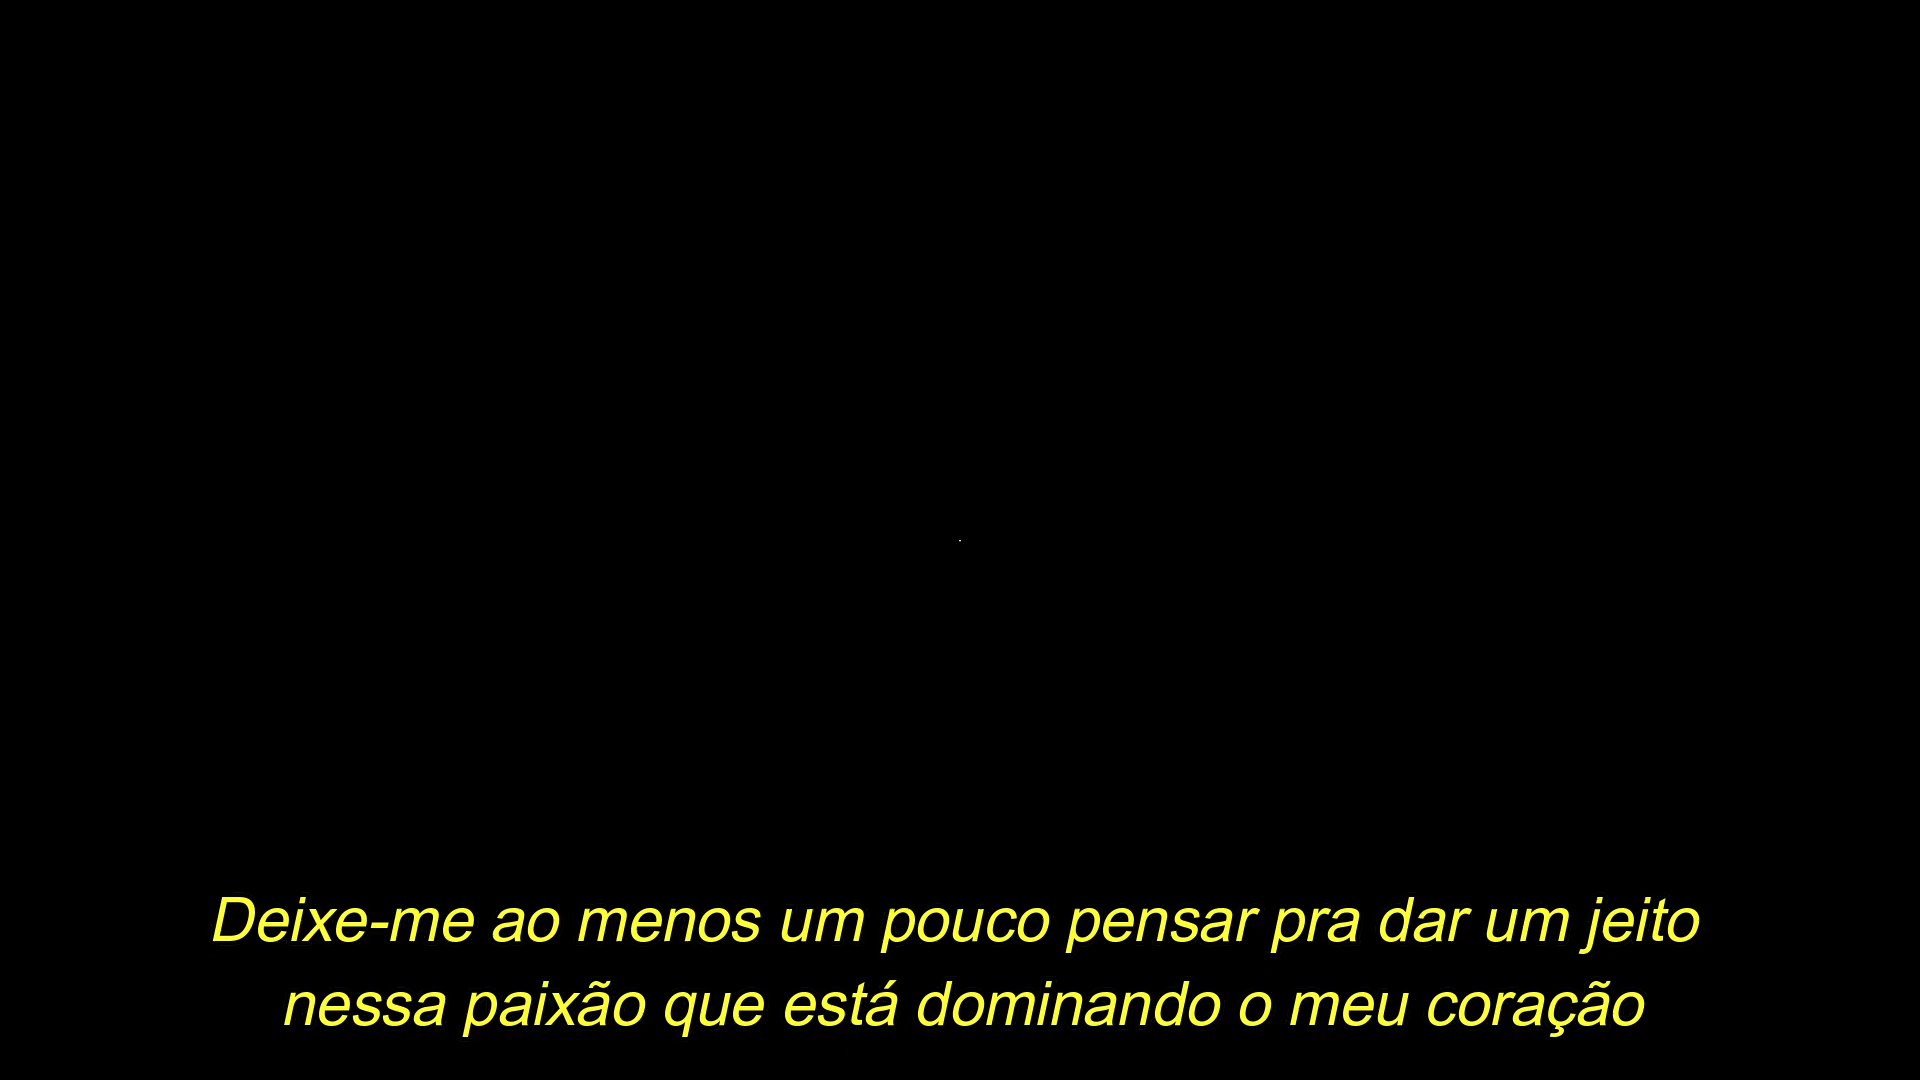 Deixe-me ao menos um pouco pensar pra dar um jeito
nessa paixão que está dominando o meu coração